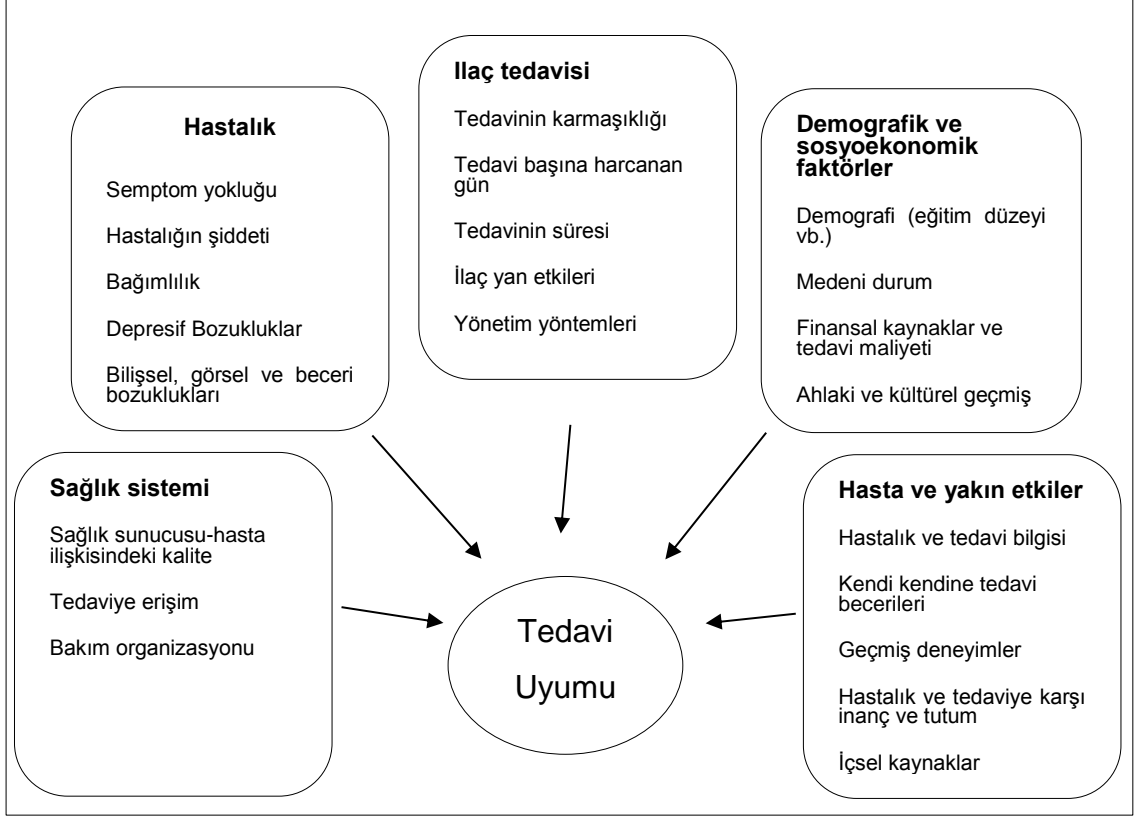 Hastalık
Semptom yokluğu
Hastalığın şiddeti
Bağımlılık
Depresif Bozukluklar
Bilişsel, görsel ve beceri
bozuklukları
Ilaç tedavisi
Tedavinin karmaşıklığı
Tedavi başına harcanan
gün
Tedavinin süresi
İlaç yan etkileri
Yönetim yöntemleri
Demografik ve
sosyoekonomik
faktörler
Demografi (eğitim düzeyi
vb.)
Medeni durum
Finansal kaynaklar ve
tedavi maliyeti
Ahlaki ve kültürel geçmiş
Sağlık sistemi
Sağlık sunucusu-hasta
ilişkisindeki kalite
Tedaviye erişim
Bakım organizasyonu
Tedavi
Uyumu
Hasta ve yakın etkiler
Hastalık ve tedavi bilgisi
Kendi kendine tedavi
becerileri
Geçmiş deneyimler
Hastalık ve tedaviye karşı
inanç ve tutum
İçsel kaynaklar